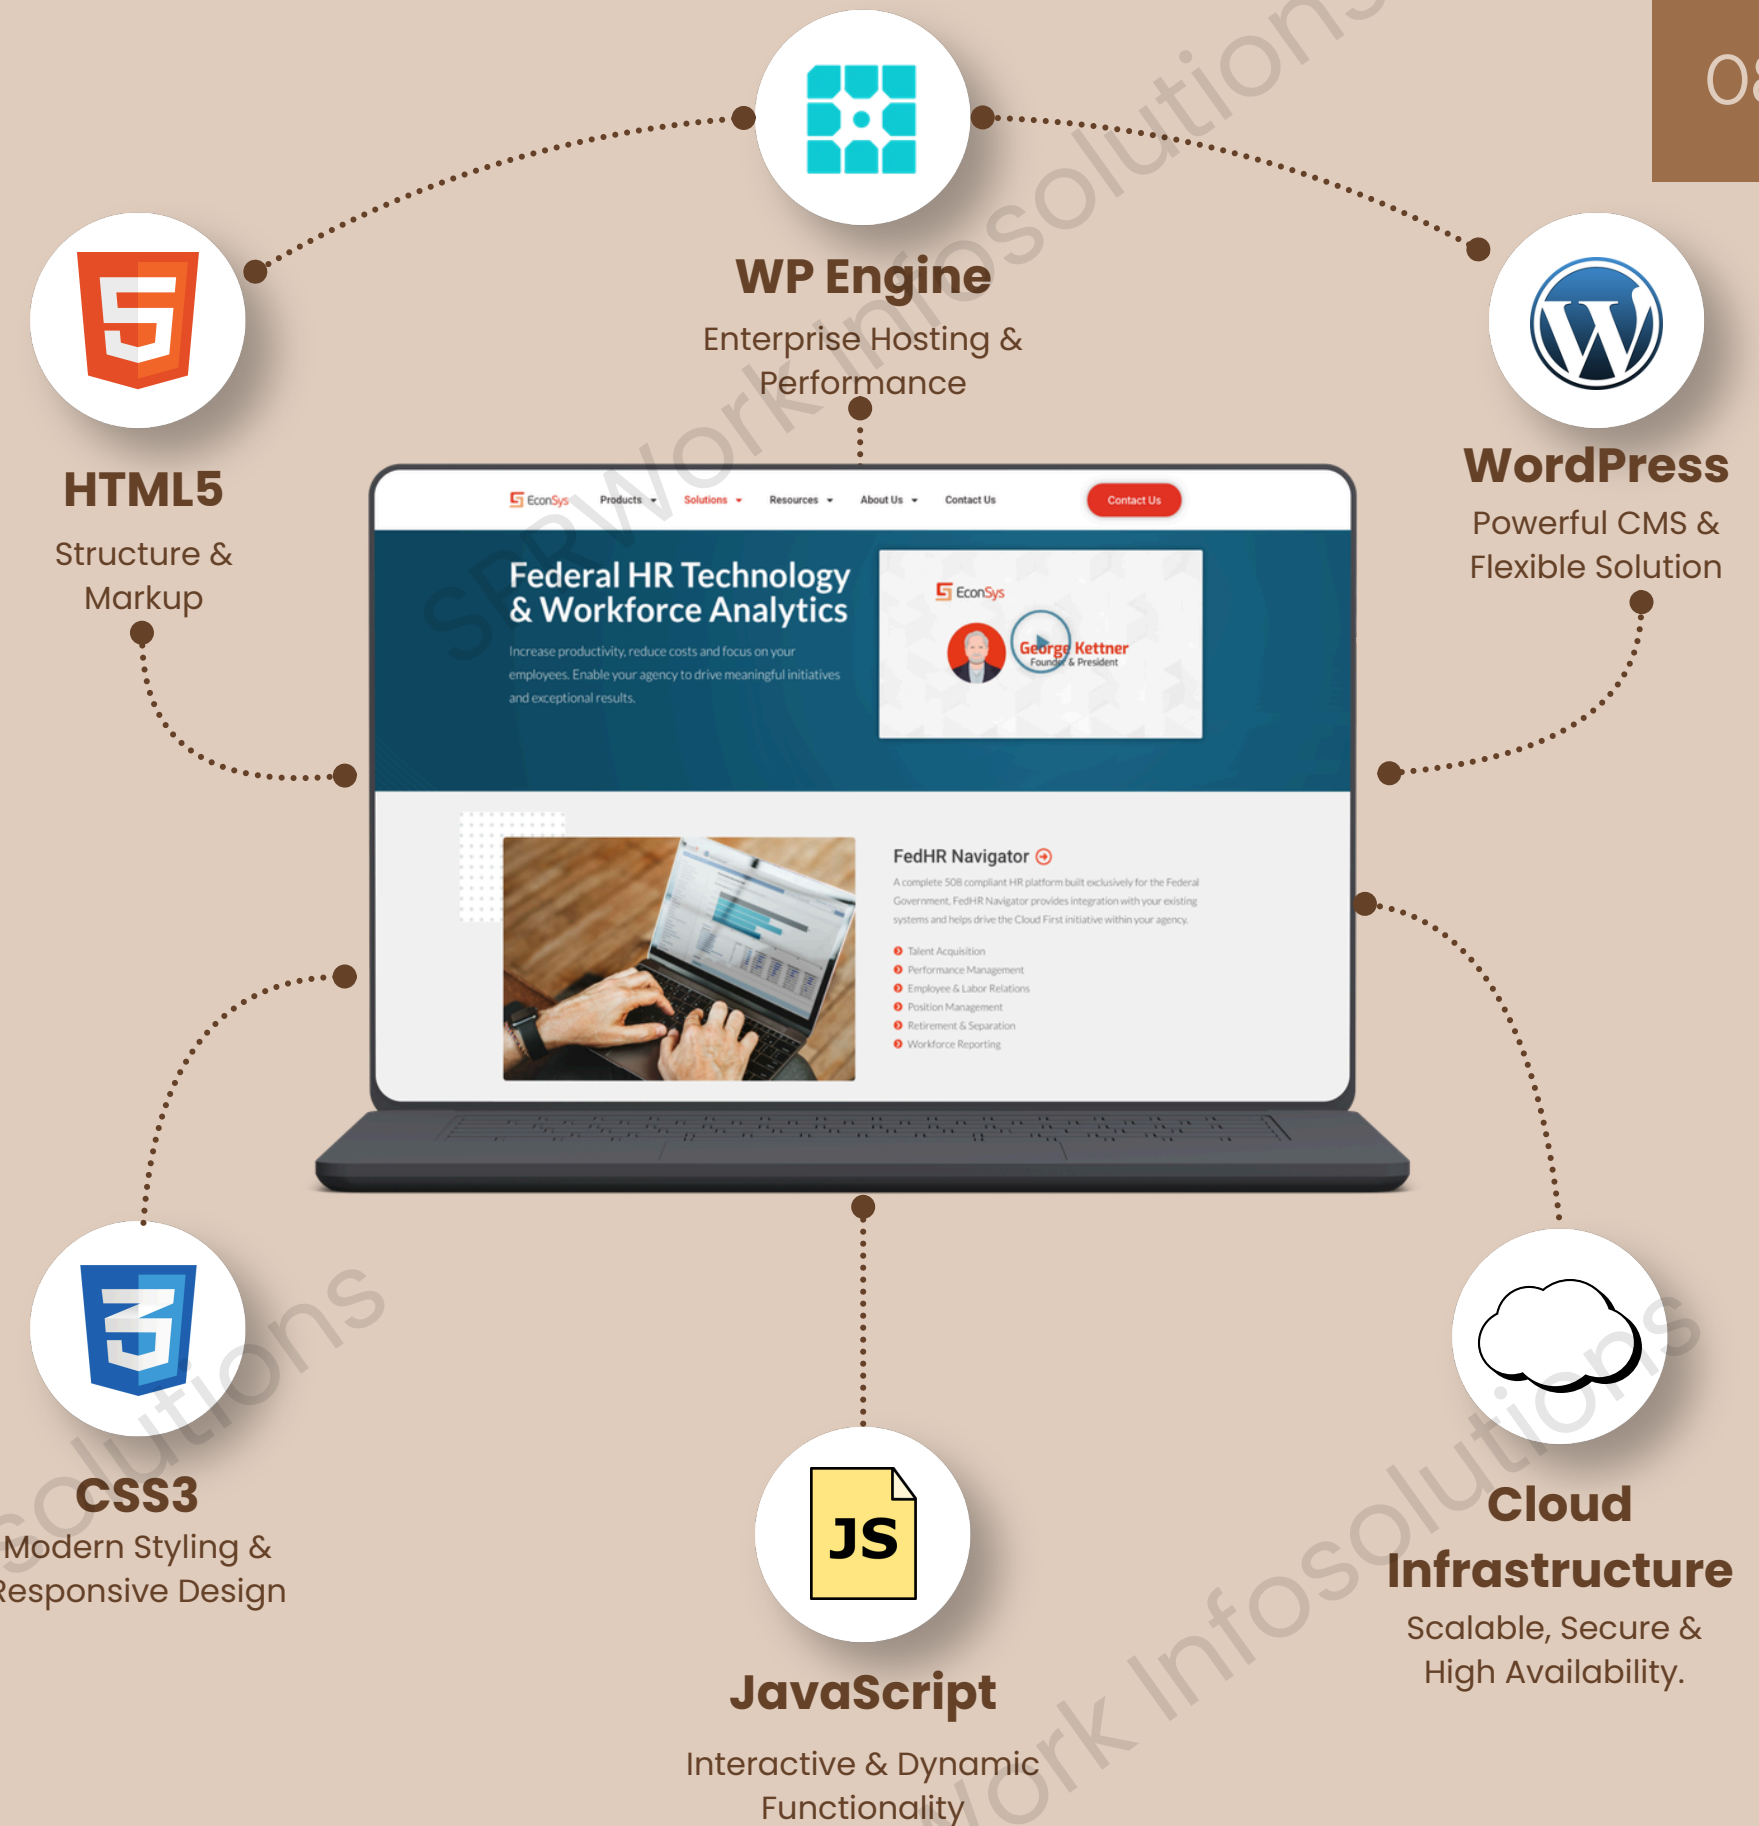 08
WP Engine
Enterprise Hosting &
Performance
HTML5
Structure &
Markup
WordPress
Powerful CMS &
Flexible Solution
EconSys
Products
Solutions
Resources
About Us
Contact Us
Contact Us
Federal HR Technology
& Workforce Analytics
Increase productivity, reduce costs and focus on your
employees. Enable your agency to drive meaningful initiatives
and exceptional results.
EconSys
George Kettner
Founder & President
FedHR Navigator
A complete 508 compliant HR platform built exclusively for the Federal
Government, FedHR Navigator provides integration with your existing
systems and helps drive the Cloud First initiative within your agency.
Talent Acquisition
Performance Management
Employee & Labor Relations
Position Management
Retirement & Separation
Workforce Reporting
CSS3
Modern Styling &
Responsive Design
JS
JavaScript
Interactive & Dynamic
Functionality
Cloud
Infrastructure
Scalable, Secure &
High Availability.
SPRWork Infosolutions
solutions
Work Infosolutions